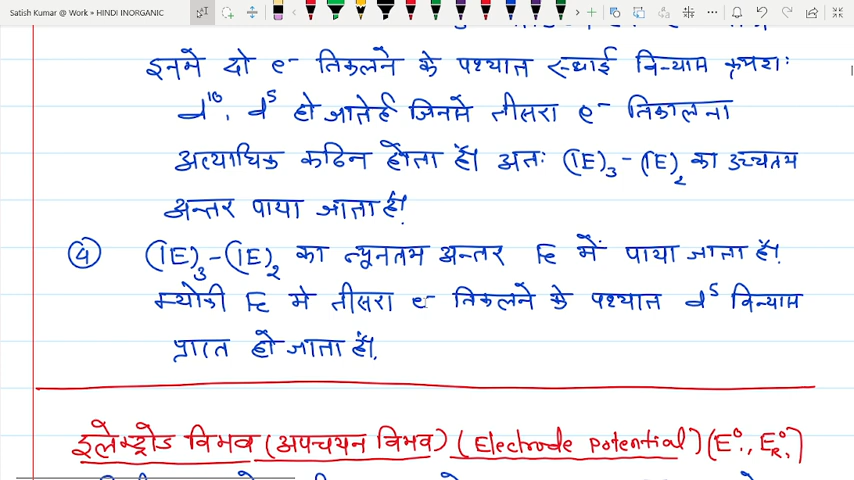 Satish Kumar @ Work » HINDI INORGANIC
इनमे दो e⁻ निकलने के पश्चात स्थाई विन्यास क्रमशः
d¹⁰, d⁵ हो जाते है जिनमे तीसरा e⁻ निकालना
अत्याधिक कठिन होता है। अतः (IE)₃ - (IE)₂ का उच्चतम
अन्तर पाया जाता है।
④ (IE)₃ - (IE)₂ का न्यूनतम अन्तर Fe में पाया जाता है।
क्योकी Fe मे तीसरा e⁻ निकलने के पश्चात d⁵ विन्यास
प्राप्त हो जाता है।
इलेक्ट्रोड विभव (अपचयन विभव) (Electrode potential) (E°, E°R,)